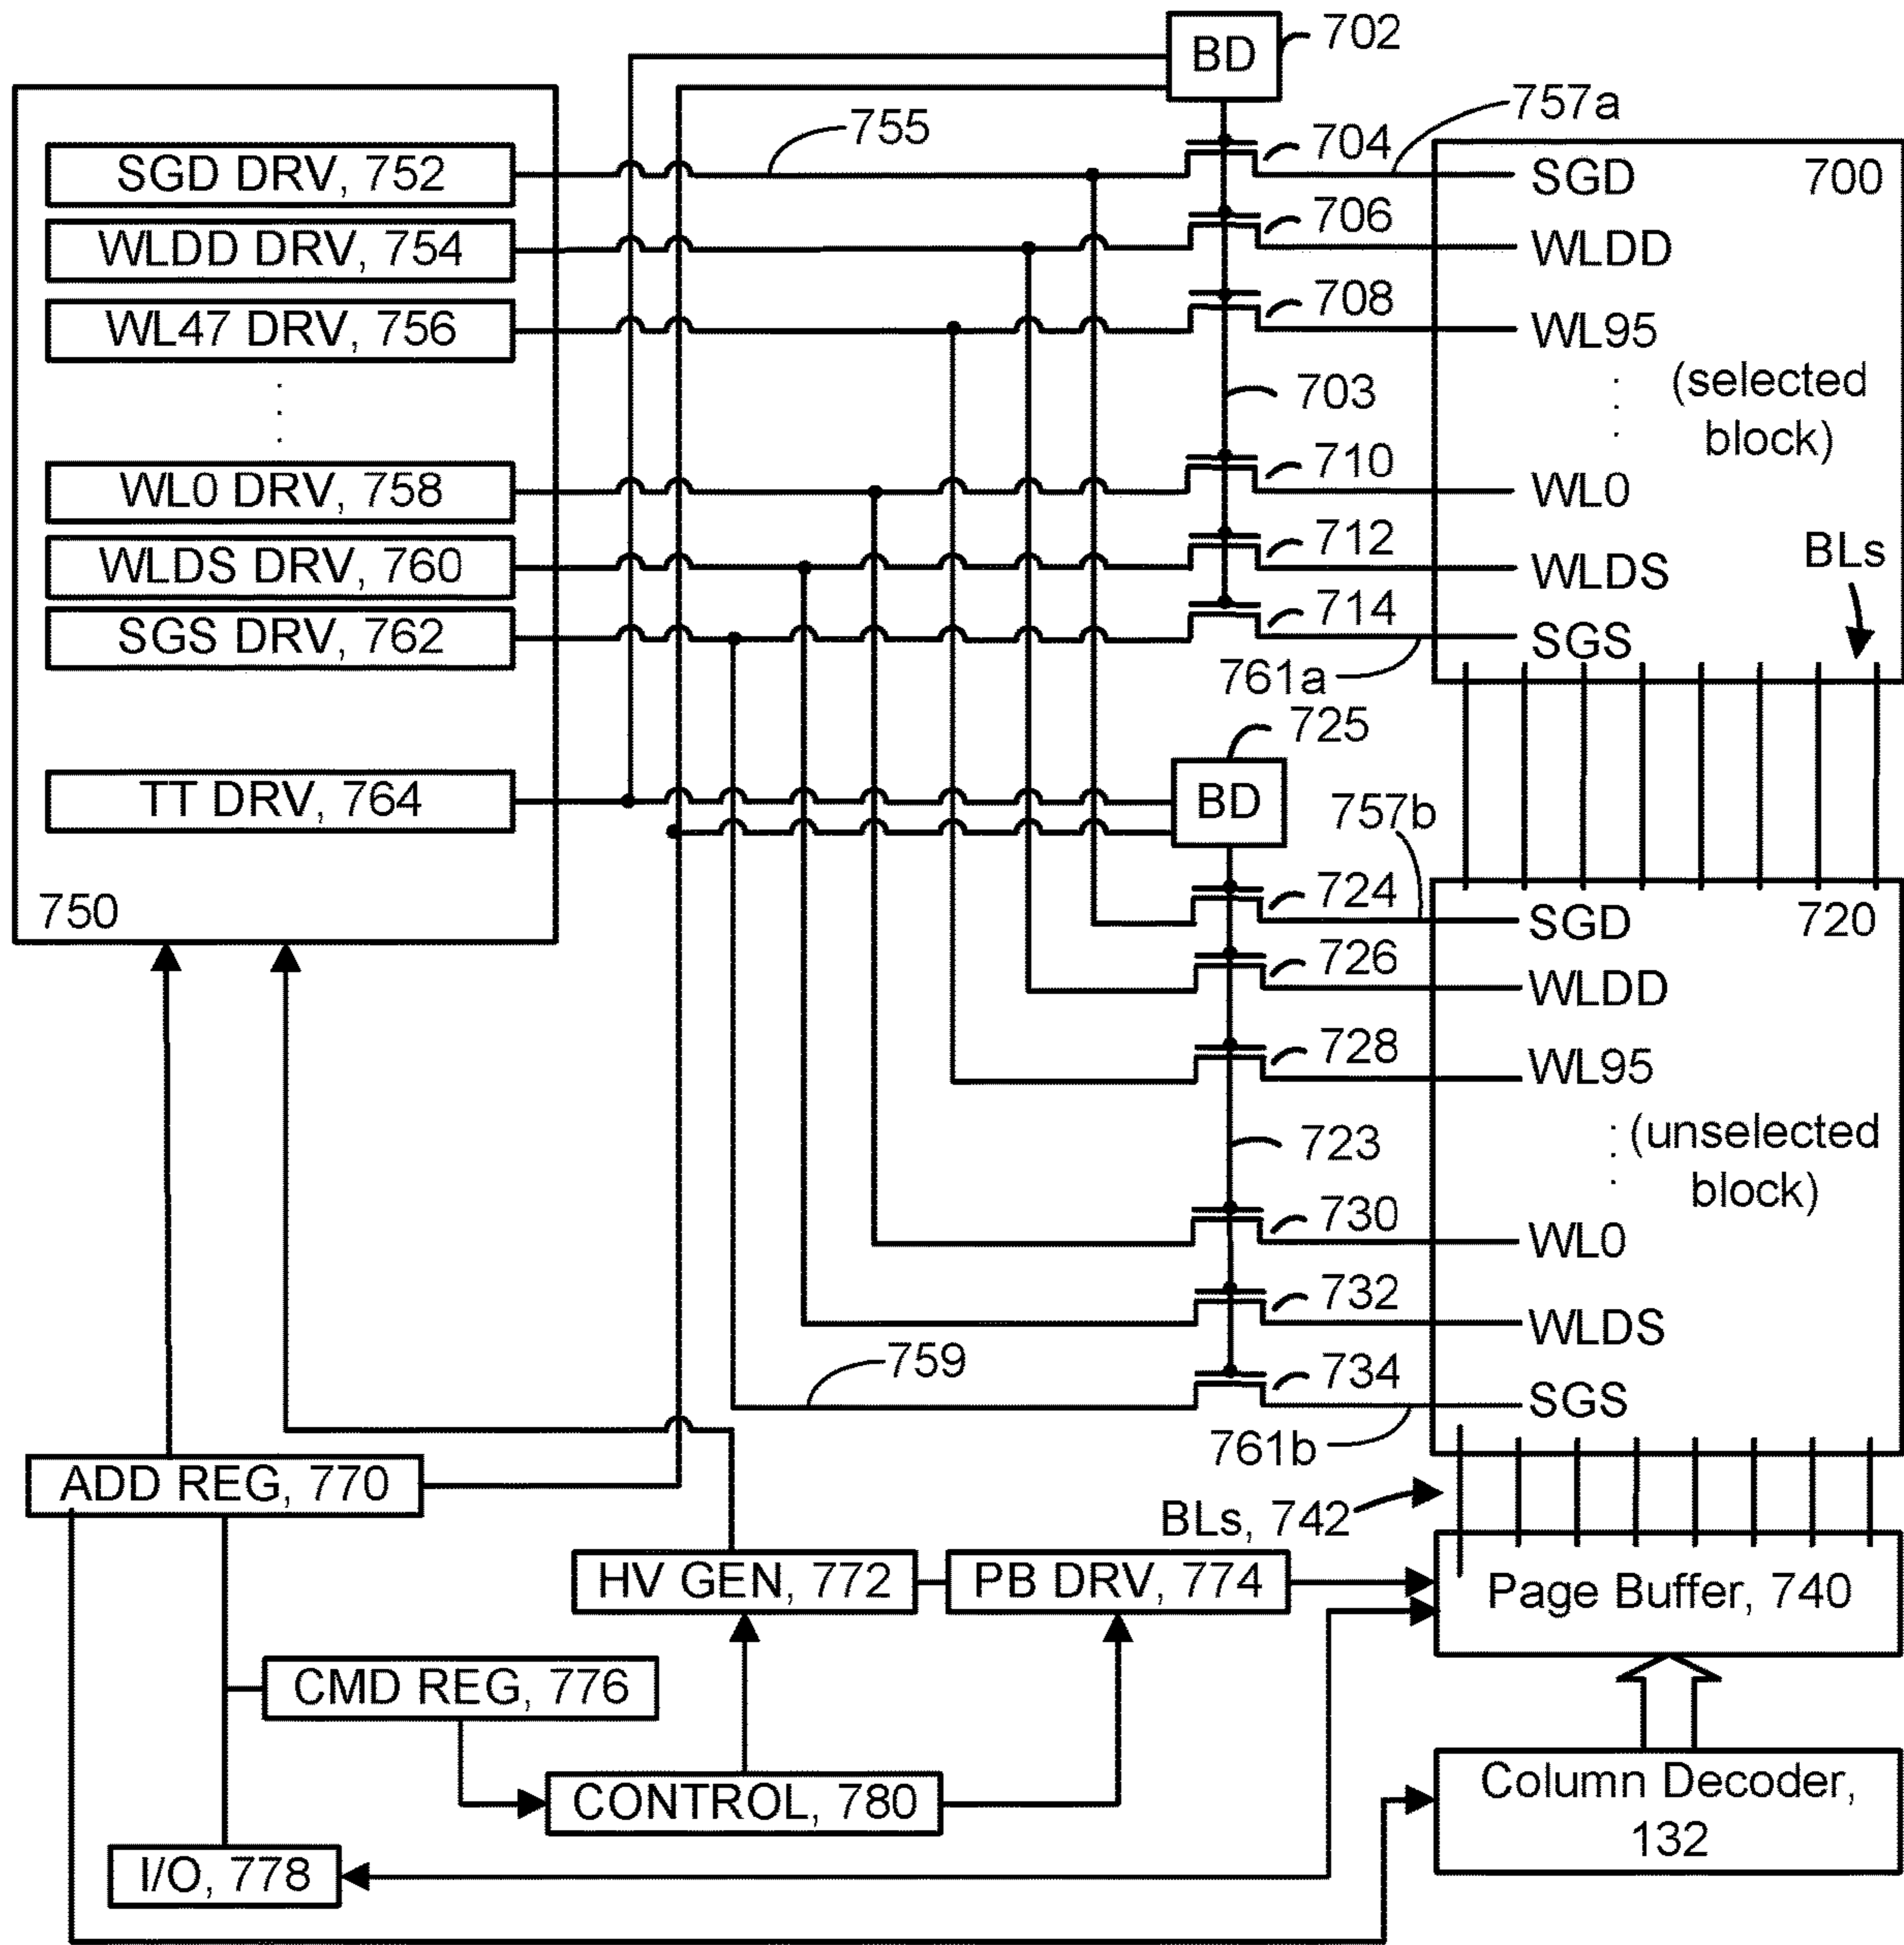 BD
702
757a
755
SGD DRV, 752
704
SGD
700
WLDD DRV, 754
706
WLDD
WL47 DRV, 756
708
WL95
703
(selected
block)
WL0 DRV, 758
710
WL0
WLDS DRV, 760
712
WLDS
BLs
SGS DRV, 762
714
SGS
761a
725
TT DRV, 764
BD
757b
750
724
SGD
720
726
WLDD
728
WL95
723
(unselected
block)
730
WL0
732
WLDS
759
734
SGS
761b
ADD REG, 770
BLs, 742
HV GEN, 772
PB DRV, 774
Page Buffer, 740
CMD REG, 776
CONTROL, 780
Column Decoder,
132
I/O, 778